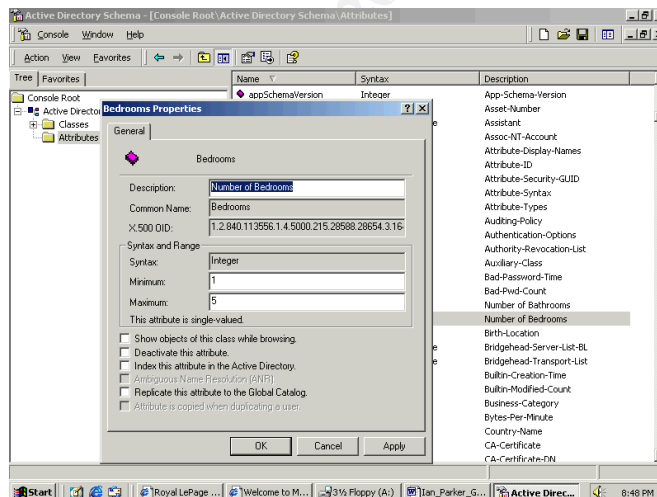 Active Directory Schema - [Console Root\Active Directory Schema\Attributes]
Console Window Help
Action View Favorites
Tree Favorites
Name Syntax Description
Console Root
Active Director
Classes
Attributes
appSchemaVersion Integer App-Schema-Version
Asset-Number
Assistant
Assoc-NT-Account
Attribute-Display-Names
Attribute-ID
Attribute-Security-GUID
Attribute-Syntax
Attribute-Types
Auditing-Policy
Authentication-Options
Authority-Revocation-List
Auxiliary-Class
Bad-Password-Time
Bad-Pwd-Count
Number of Bathrooms
Number of Bedrooms
Birth-Location
Bridgehead-Server-List-BL
Bridgehead-Transport-List
Builtin-Creation-Time
Builtin-Modified-Count
Business-Category
Bytes-Per-Minute
Country-Name
CA-Certificate
CA-Certificate-DN
Bedrooms Properties
General
Bedrooms
Description: Number of Bedrooms
Common Name: Bedrooms
X.500 OID: 1.2.840.113556.1.4.5000.215.28588.28654.3.16
Syntax and Range
Syntax: Integer
Minimum: 1
Maximum: 5
This attribute is single-valued.
Show objects of this class while browsing.
Deactivate this attribute.
Index this attribute in the Active Directory.
Ambiguous Name Resolution (ANR).
Replicate this attribute to the Global Catalog.
Attribute is copied when duplicating a user.
OK Cancel Apply
Start Royal LePage ... Welcome to M... 3½ Floppy (A:) Ian_Parker_G... Active Direc... 8:48 PM